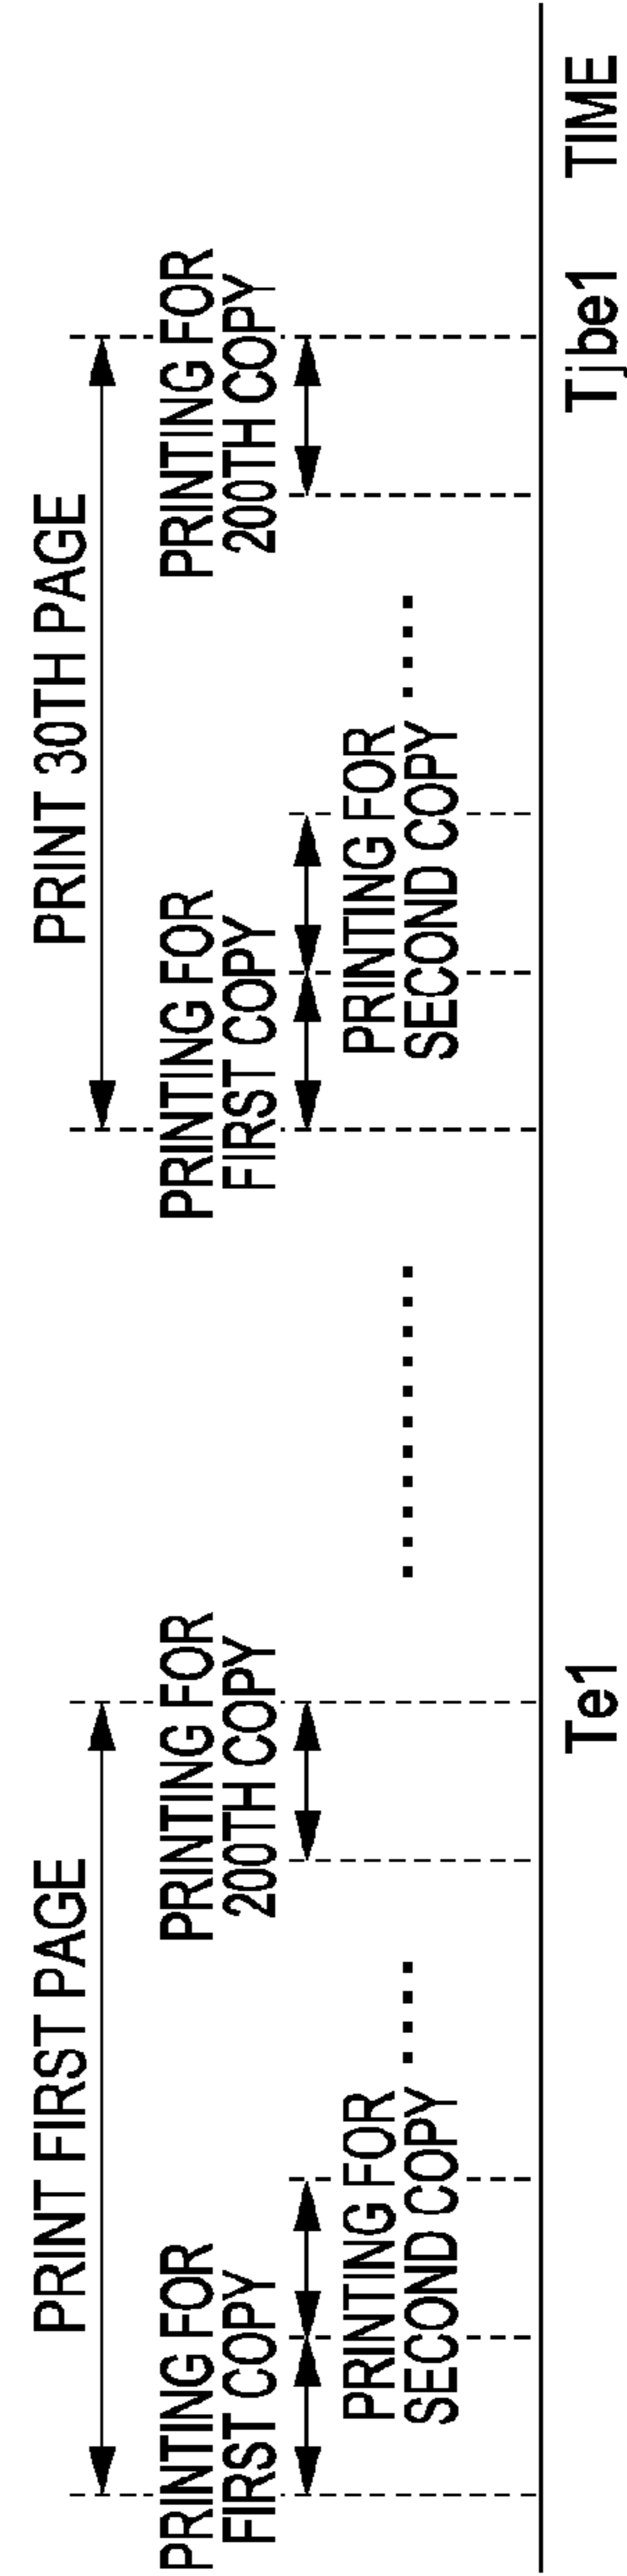 PRINT FIRST PAGE
PRINTING FOR
FIRST COPY
PRINTING FOR
SECOND COPY
PRINTING FOR
200TH COPY
Te1
PRINT 30TH PAGE
PRINTING FOR
FIRST COPY
PRINTING FOR
SECOND COPY
PRINTING FOR
200TH COPY
Tjbe1
TIME